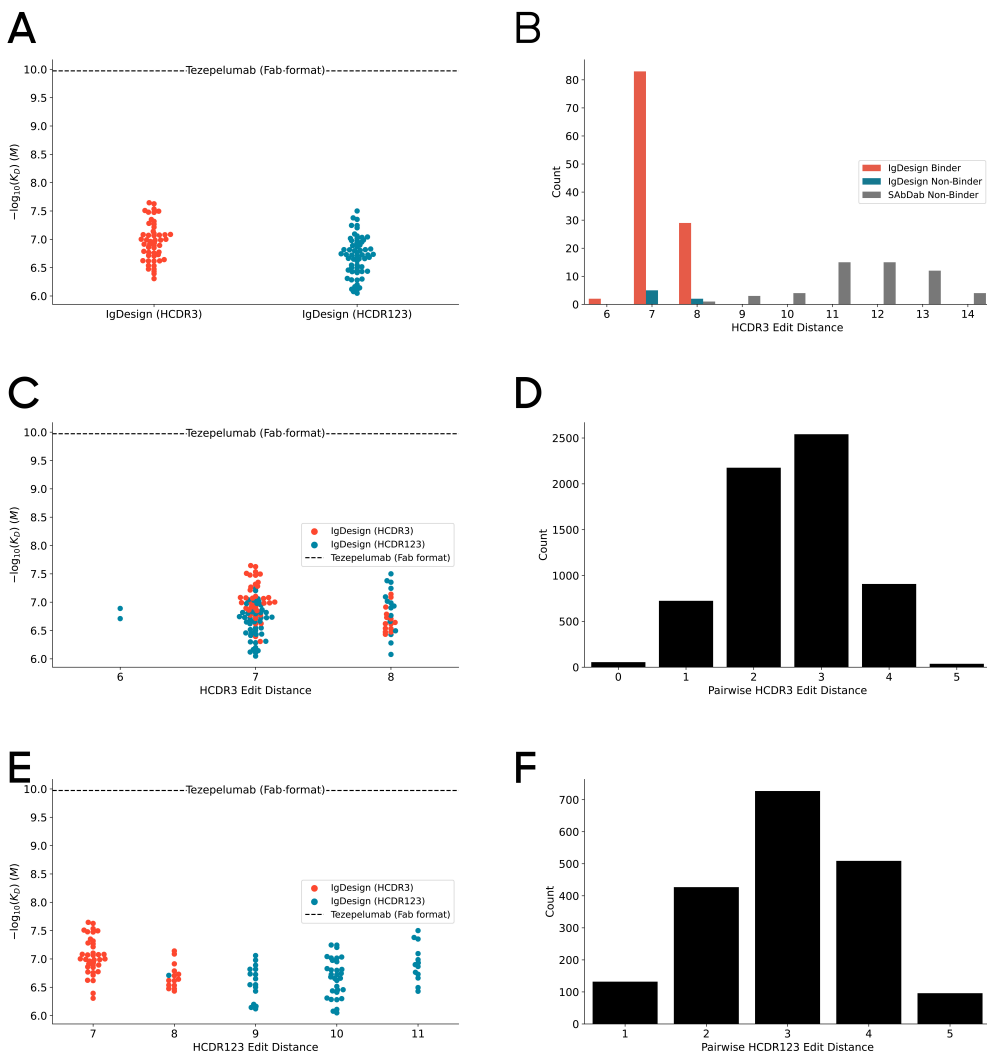 A
10.0
9.5
9.0
8.5
8.0
7.5
7.0
6.5
6.0
−log10(KD) (M)
Tezepelumab (Fab-format)
IgDesign (HCDR3)
IgDesign (HCDR123)
B
80
70
60
50
40
30
20
10
0
Count
IgDesign Binder
IgDesign Non-Binder
SAbDab Non-Binder
6 7 8 9 10 11 12 13 14
HCDR3 Edit Distance
C
10.0
9.5
9.0
8.5
8.0
7.5
7.0
6.5
6.0
−log10(KD) (M)
Tezepelumab (Fab-format)
IgDesign (HCDR3)
IgDesign (HCDR123)
Tezepelumab (Fab format)
6 7 8
HCDR3 Edit Distance
D
2500
2000
1500
1000
500
0
Count
0 1 2 3 4 5
Pairwise HCDR3 Edit Distance
E
10.0
9.5
9.0
8.5
8.0
7.5
7.0
6.5
6.0
−log10(KD) (M)
Tezepelumab (Fab-format)
IgDesign (HCDR3)
IgDesign (HCDR123)
Tezepelumab (Fab format)
7 8 9 10 11
HCDR123 Edit Distance
F
700
600
500
400
300
200
100
0
Count
1 2 3 4 5
Pairwise HCDR123 Edit Distance